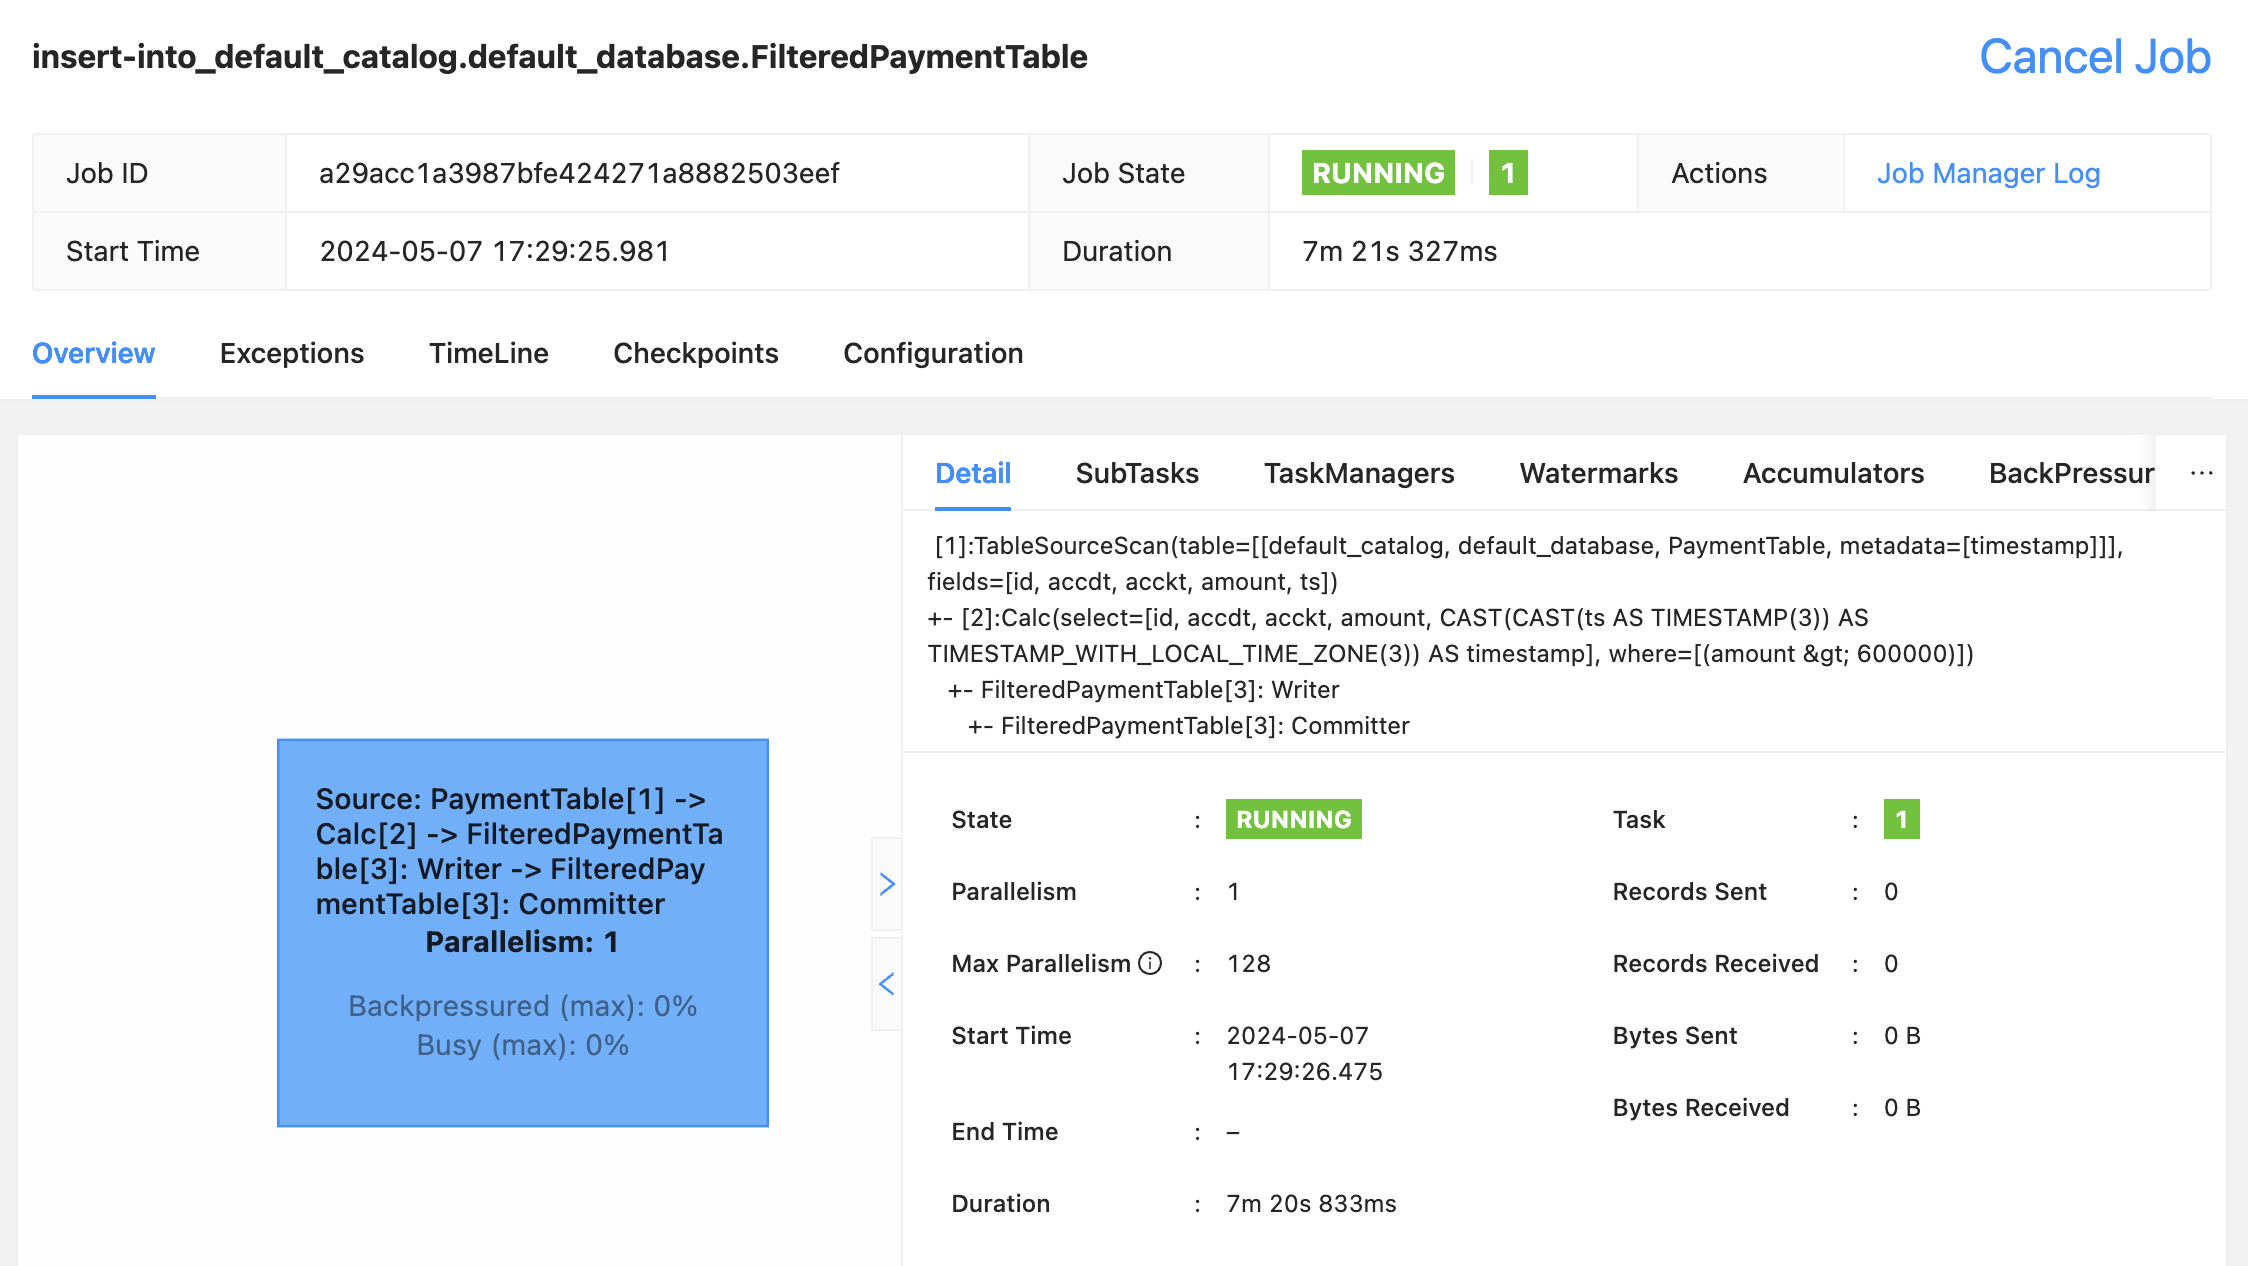 insert-into_default_catalog.default_database.FilteredPaymentTable
Cancel Job
Job ID
a29acc1a3987bfe424271a8882503eef
Job State
RUNNING
1
Actions
Job Manager Log
Start Time
2024-05-07 17:29:25.981
Duration
7m 21s 327ms
Overview
Exceptions
TimeLine
Checkpoints
Configuration
Source: PaymentTable[1] ->
Calc[2] -> FilteredPaymentTa
ble[3]: Writer -> FilteredPay
mentTable[3]: Committer
Parallelism: 1
Backpressured (max): 0%
Busy (max): 0%
>
<
Detail
SubTasks
TaskManagers
Watermarks
Accumulators
BackPressur
···
[1]:TableSourceScan(table=[[default_catalog, default_database, PaymentTable, metadata=[timestamp]]],
fields=[id, accdt, acckt, amount, ts])
+- [2]:Calc(select=[id, accdt, acckt, amount, CAST(CAST(ts AS TIMESTAMP(3)) AS
TIMESTAMP_WITH_LOCAL_TIME_ZONE(3)) AS timestamp], where=[(amount &gt; 600000)])
+- FilteredPaymentTable[3]: Writer
+- FilteredPaymentTable[3]: Committer
State : RUNNING
Parallelism : 1
Max Parallelism : 128
Start Time : 2024-05-07
17:29:26.475
End Time : –
Duration : 7m 20s 833ms
Task : 1
Records Sent : 0
Records Received : 0
Bytes Sent : 0 B
Bytes Received : 0 B